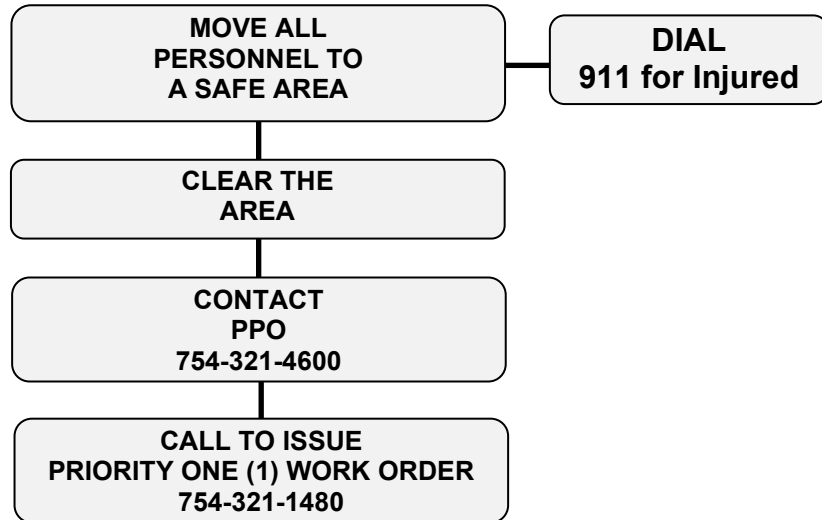 MOVE ALL
PERSONNEL TO
A SAFE AREA
DIAL
911 for Injured
CLEAR THE
AREA
CONTACT
PPO
754-321-4600
CALL TO ISSUE
PRIORITY ONE (1) WORK ORDER
754-321-1480